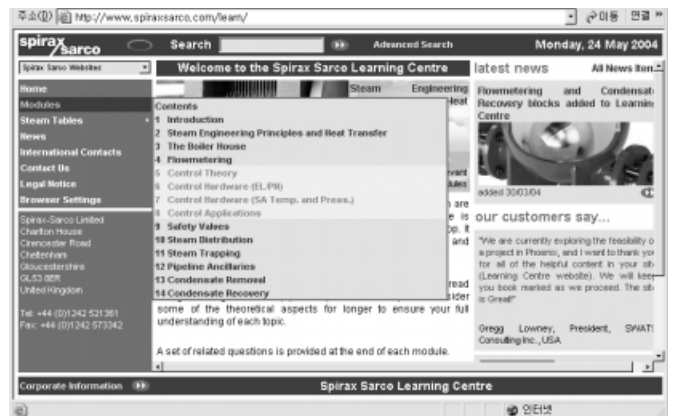 주소(D) http://www.spiraxsarco.com/learn/ 이동 연결 »
spirax sarco Search Advanced Search Monday, 24 May 2004
Spirax Sarco Websites
Welcome to the Spirax Sarco Learning Centre
latest news All News Iten
Home
Modules
Steam Tables
News
International Contacts
Contact Us
Legal Notice
Browser Settings
Spirax-Sarco Limited
Charlton House
Cirencester Road
Cheltenham
Gloucestershire
GL53 8ER
United Kingdom
Tel: +44 (0)1242 521361
Fax: +44 (0)1242 573342
Steam Engineering
Heat
Contents
1 Introduction
2 Steam Engineering Principles and Heat Transfer
3 The Boiler House
4 Flowmetering
5 Control Theory
6 Control Hardware (EL/PN)
7 Control Hardware (SA Temp. and Press.)
8 Control Applications
9 Safety Valves
10 Steam Distribution
11 Steam Trapping
12 Pipeline Ancillaries
13 Condensate Removal
14 Condensate Recovery
are
is
and
read
some of the theoretical aspects for longer to ensure your full
understanding of each topic.
A set of related questions is provided at the end of each module.
Flowmetering and Condensat
Recovery blocks added to Learnin
Centre
added 30/03/04
our customers say...
"We are currently exploring the feasibility o
a project in Phoenix, and I want to thank you
for all of the helpful content in your sit
(Learning Centre website). We will keep
you book marked as we proceed. The sit
is Great!"
Gregg Lowney, President, SWAT
Consulting Inc., USA
Corporate Information Spirax Sarco Learning Centre
인터넷